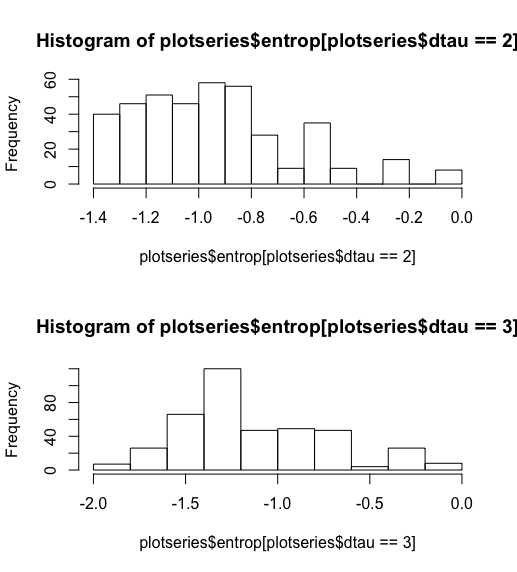 Histogram of plotseries$entrop[plotseries$dtau == 2]
Frequency
60
40
20
0
-1.4 -1.2 -1.0 -0.8 -0.6 -0.4 -0.2 0.0
plotseries$entrop[plotseries$dtau == 2]
Histogram of plotseries$entrop[plotseries$dtau == 3]
Frequency
80
40
0
-2.0 -1.5 -1.0 -0.5 0.0
plotseries$entrop[plotseries$dtau == 3]